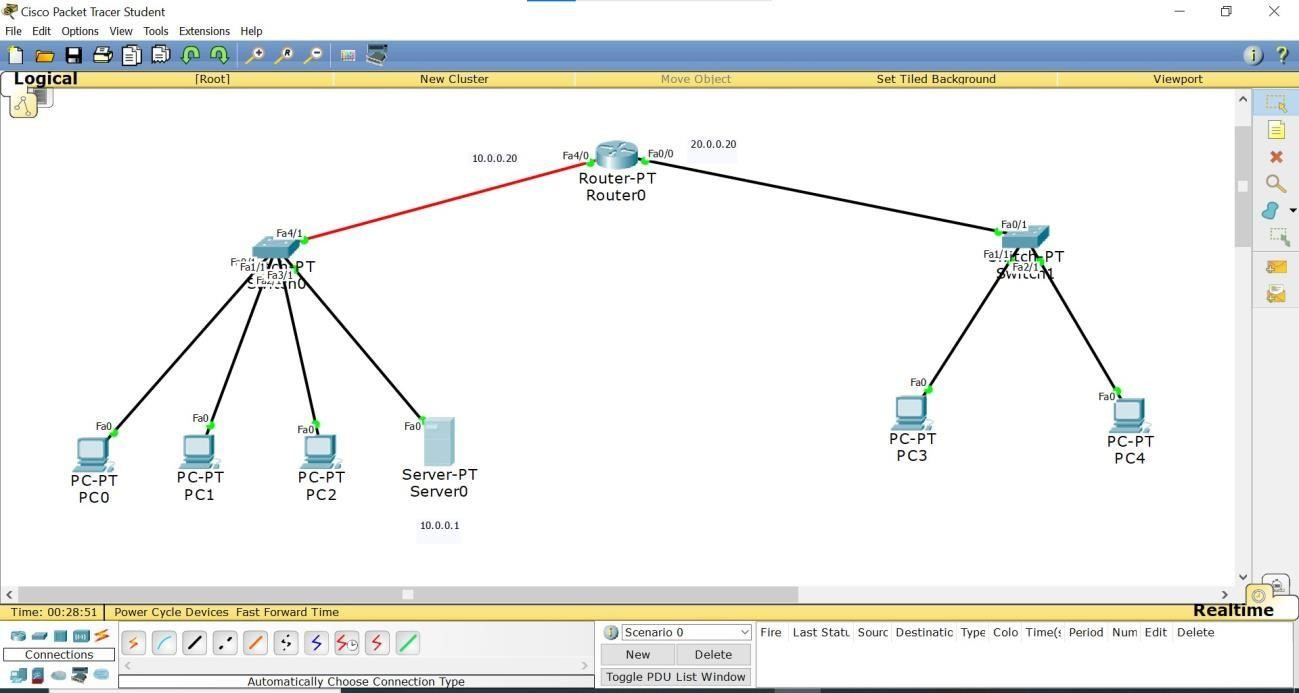 Cisco Packet Tracer Student
File Edit Options View Tools Extensions Help
Logical [Root] New Cluster Move Object Set Tiled Background Viewport
10.0.0.20 Fa4/0 Fa0/0 20.0.0.20
Router-PT
Router0
Fa4/1
Fa1/1 Fa3/1
Fa0/1
Fa1/1 Fa2/1
Switch1
Fa0
PC-PT
PC0
Fa0
PC-PT
PC1
Fa0
PC-PT
PC2
Fa0
Server-PT
Server0
10.0.0.1
Fa0
PC-PT
PC3
Fa0
PC-PT
PC4
Time: 00:28:51 Power Cycle Devices Fast Forward Time Realtime
Connections
Automatically Choose Connection Type
Scenario 0
New Delete
Toggle PDU List Window
Fire Last Statu Sourc Destinatic Type Colo Time(s Period Num Edit Delete